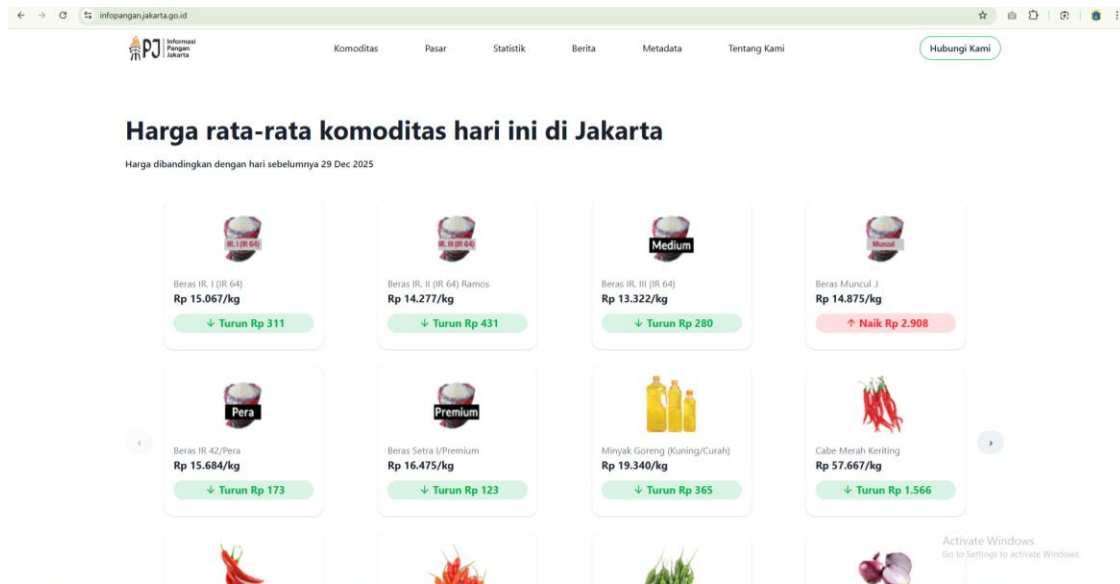 infopangan.jakarta.go.id
PJ
Informasi
Pangan
Jakarta
Komoditas
Pasar
Statistik
Berita
Metadata
Tentang Kami
Hubungi Kami
Harga rata-rata komoditas hari ini di Jakarta
Harga dibandingkan dengan hari sebelumnya 29 Dec 2025
IR. I (IR 64)
Beras IR. I (IR 64)
Rp 15.067/kg
↓ Turun Rp 311
IR. II (IR 64)
Beras IR. II (IR 64) Ramos
Rp 14.277/kg
↓ Turun Rp 431
Medium
Beras IR. III (IR 64)
Rp 13.322/kg
↓ Turun Rp 280
Muncul
Beras Muncul .I
Rp 14.875/kg
↑ Naik Rp 2.908
Pera
Beras IR 42/Pera
Rp 15.684/kg
↓ Turun Rp 173
Premium
Beras Setra I/Premium
Rp 16.475/kg
↓ Turun Rp 123
Minyak Goreng (Kuning/Curah)
Rp 19.340/kg
↓ Turun Rp 365
Cabe Merah Keriting
Rp 57.667/kg
↓ Turun Rp 1.566
Activate Windows
Go to Settings to activate Windows.